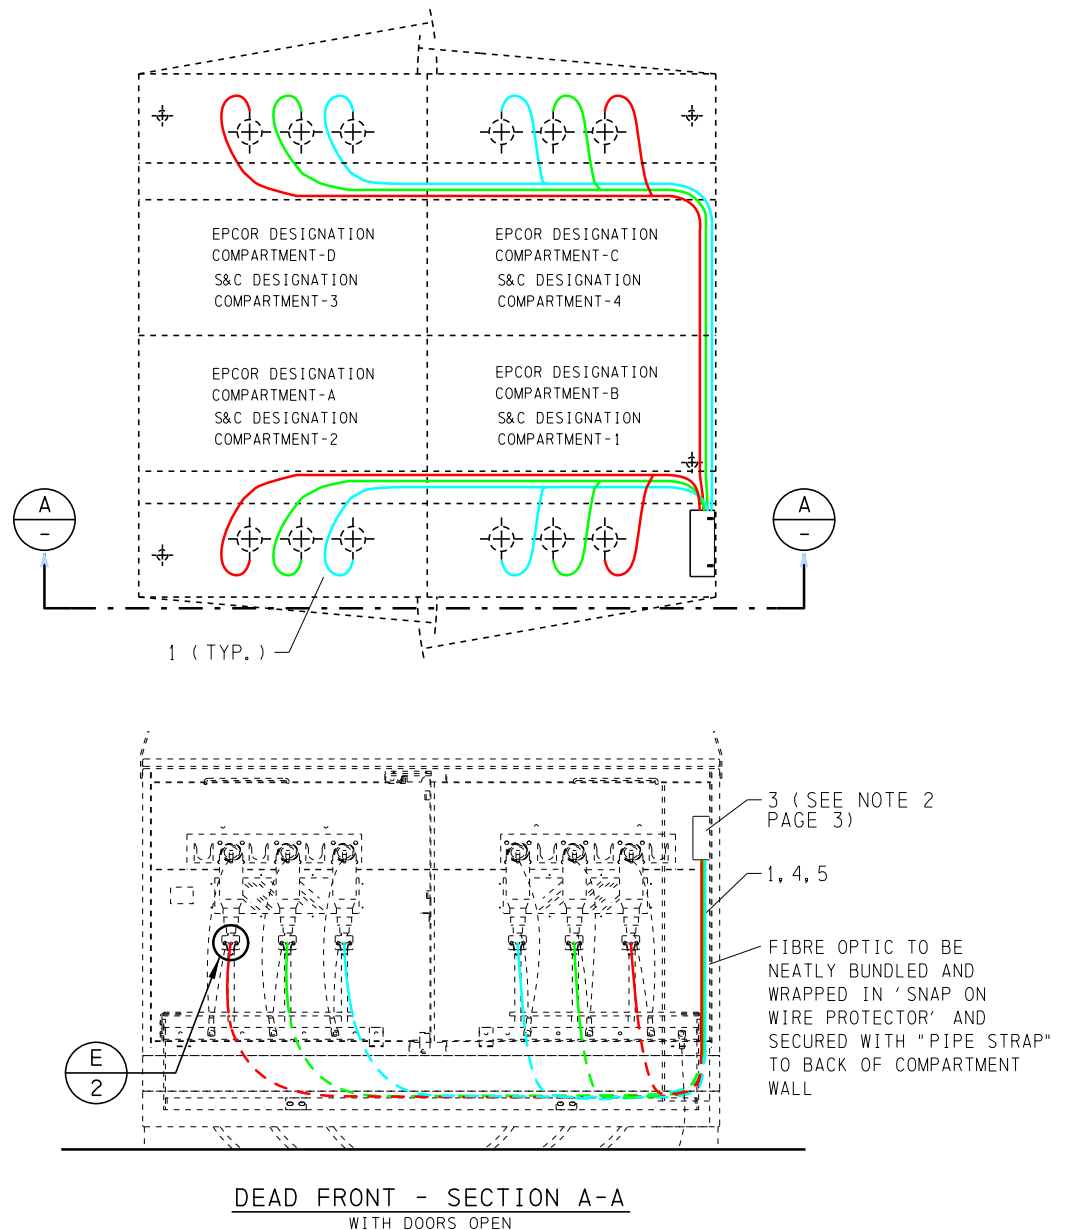 EPCOR DESIGNATION
COMPARTMENT-D
S&C DESIGNATION
COMPARTMENT-3
EPCOR DESIGNATION
COMPARTMENT-C
S&C DESIGNATION
COMPARTMENT-4
EPCOR DESIGNATION
COMPARTMENT-A
S&C DESIGNATION
COMPARTMENT-2
EPCOR DESIGNATION
COMPARTMENT-B
S&C DESIGNATION
COMPARTMENT-1
A
-
A
-
1 (TYP.)
3 (SEE NOTE 2
PAGE 3)
1, 4, 5
FIBRE OPTIC TO BE
NEATLY BUNDLED AND
WRAPPED IN 'SNAP ON
WIRE PROTECTOR' AND
SECURED WITH "PIPE STRAP"
TO BACK OF COMPARTMENT
WALL
E
2
DEAD FRONT - SECTION A-A
WITH DOORS OPEN